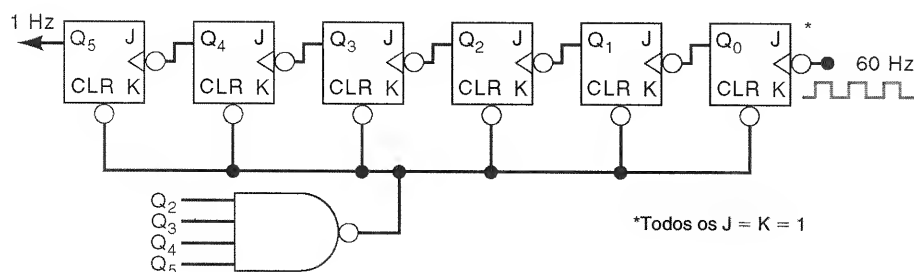 1 Hz
Q5 J CLR K
Q4 J CLR K
Q3 J CLR K
Q2 J CLR K
Q1 J CLR K
Q0 J CLR K
*
60 Hz
Q2
Q3
Q4
Q5
*Todos os J = K = 1